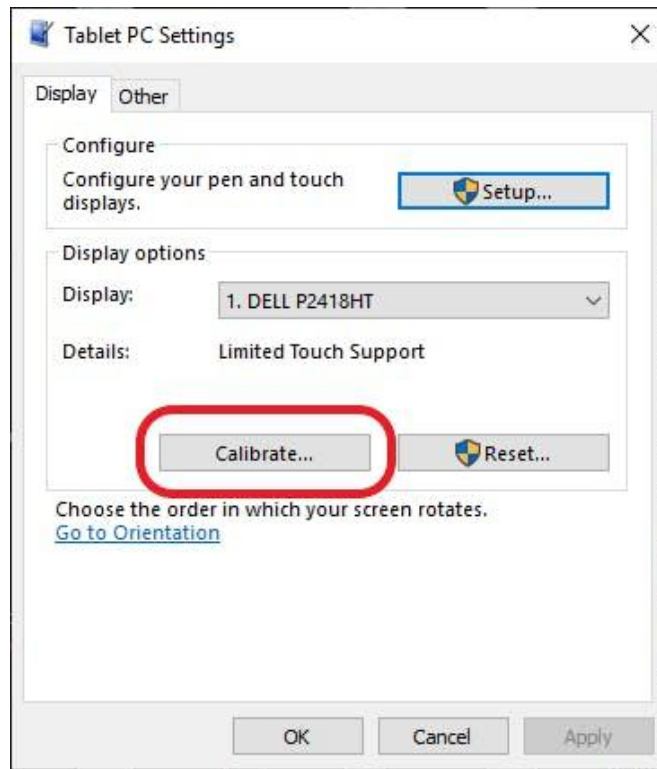 Tablet PC Settings
Display Other
Configure
Configure your pen and touch
displays.
Setup...
Display options
Display: 1. DELL P2418HT
Details: Limited Touch Support
Calibrate... Reset...
Choose the order in which your screen rotates.
Go to Orientation
OK Cancel Apply